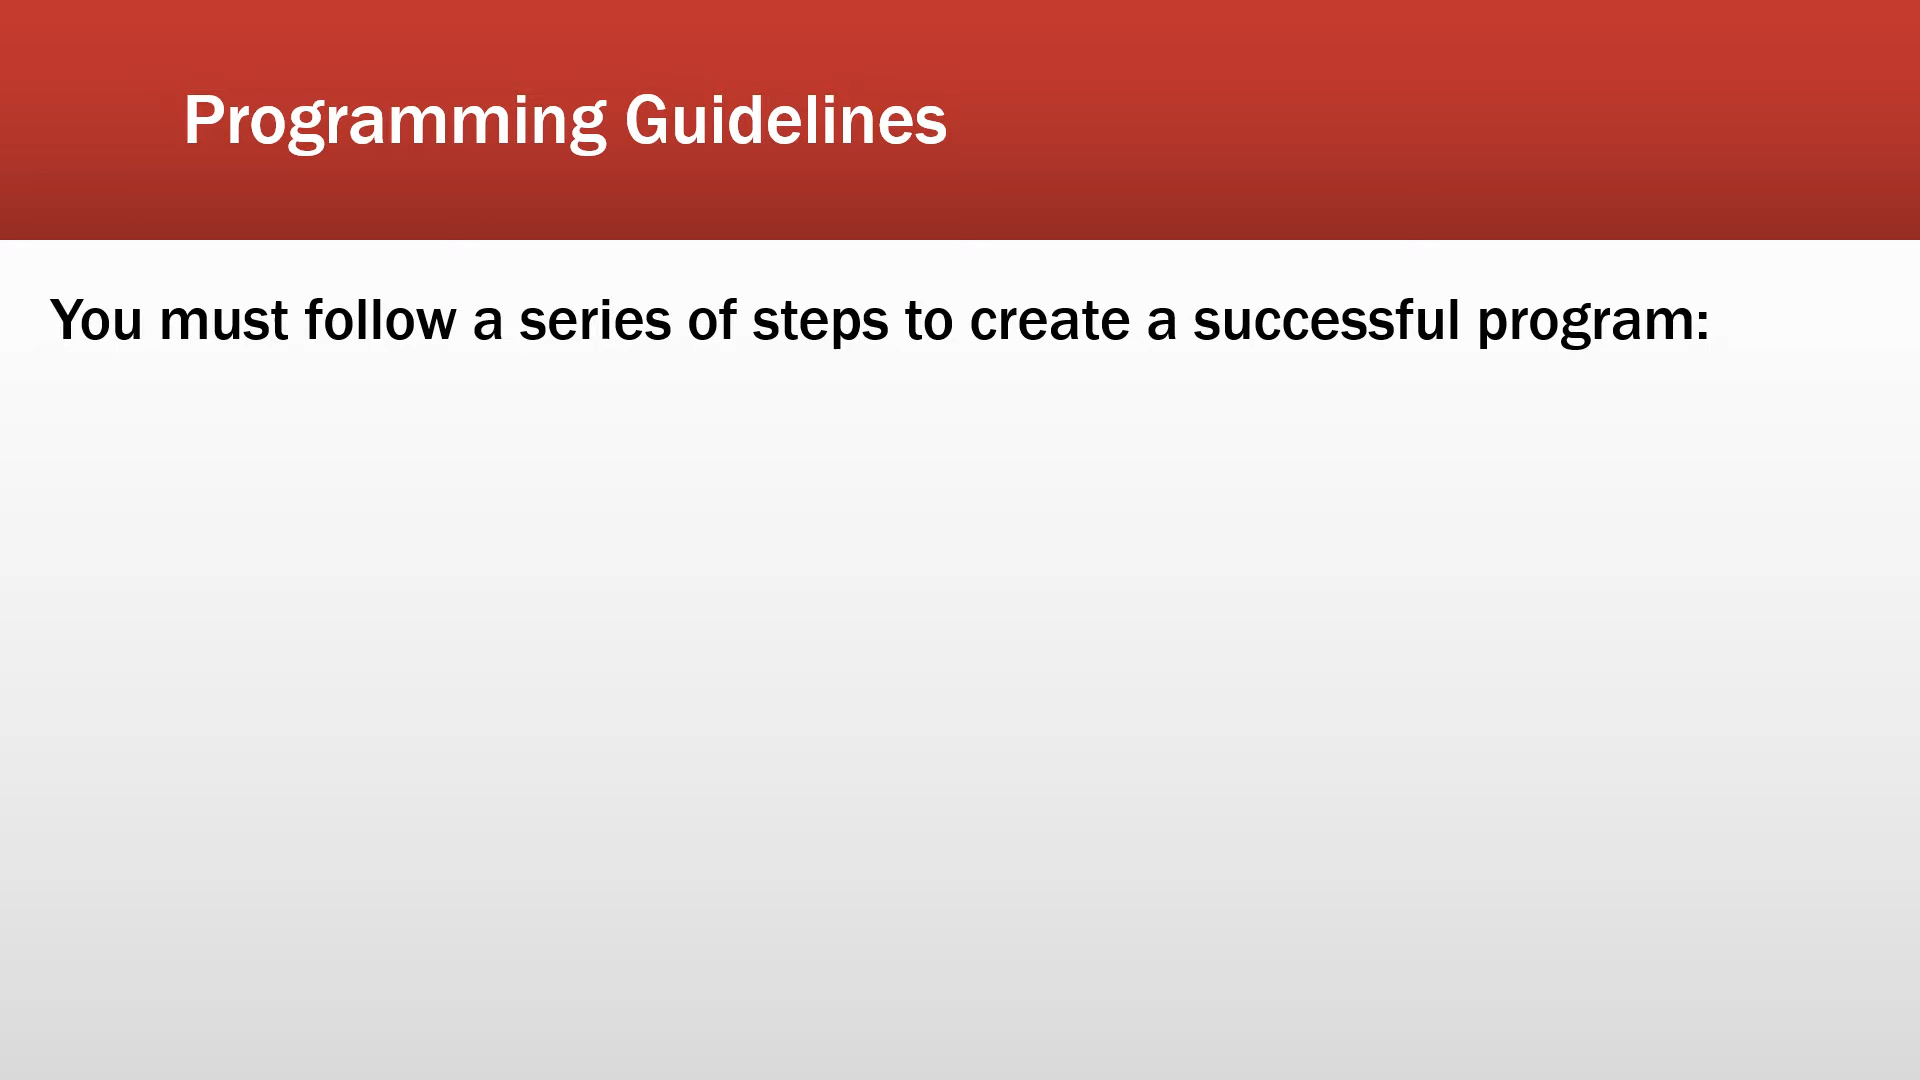 Programming Guidelines
You must follow a series of steps to create a successful program: